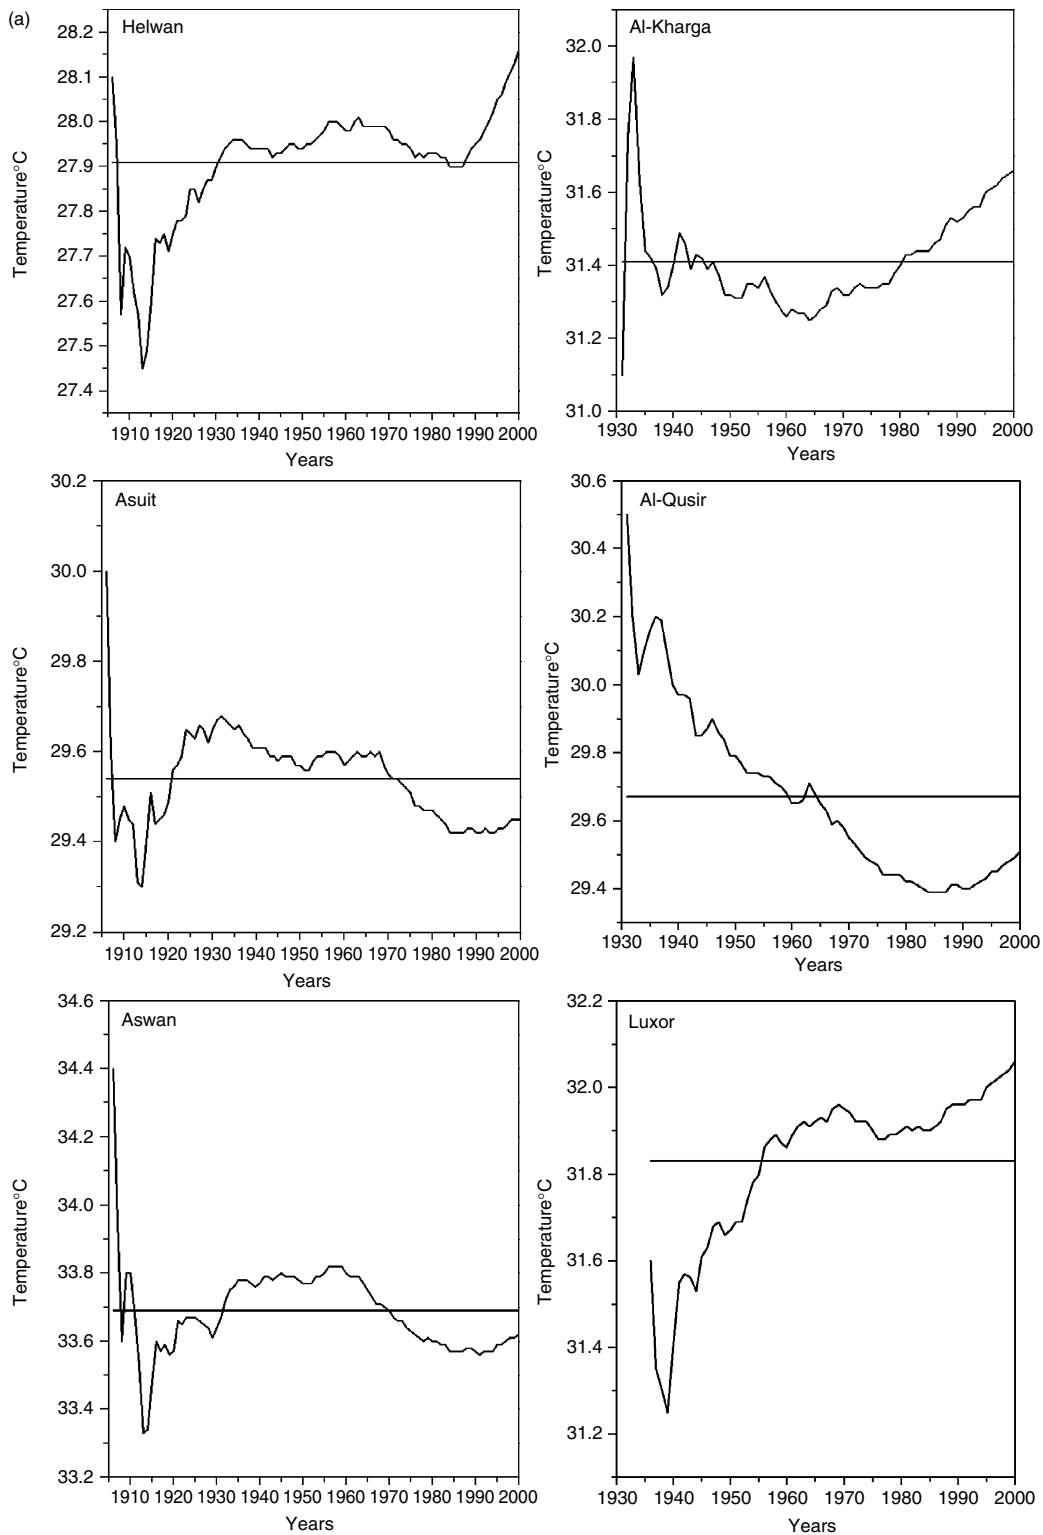 (a)
Helwan
28.2
28.1
28.0
27.9
27.8
27.7
27.6
27.5
27.4
Temperature°C
1910 1920 1930 1940 1950 1960 1970 1980 1990 2000
Years
Al-Kharga
32.0
31.8
31.6
31.4
31.2
31.0
Temperature°C
1930 1940 1950 1960 1970 1980 1990 2000
Years
Asuit
30.2
30.0
29.8
29.6
29.4
29.2
Temperature°C
1910 1920 1930 1940 1950 1960 1970 1980 1990 2000
Years
Al-Qusir
30.6
30.4
30.2
30.0
29.8
29.6
29.4
Temperature°C
1930 1940 1950 1960 1970 1980 1990 2000
Years
Aswan
34.6
34.4
34.2
34.0
33.8
33.6
33.4
33.2
Temperature°C
1910 1920 1930 1940 1950 1960 1970 1980 1990 2000
Years
Luxor
32.2
32.0
31.8
31.6
31.4
31.2
Temperature°C
1930 1940 1950 1960 1970 1980 1990 2000
Years